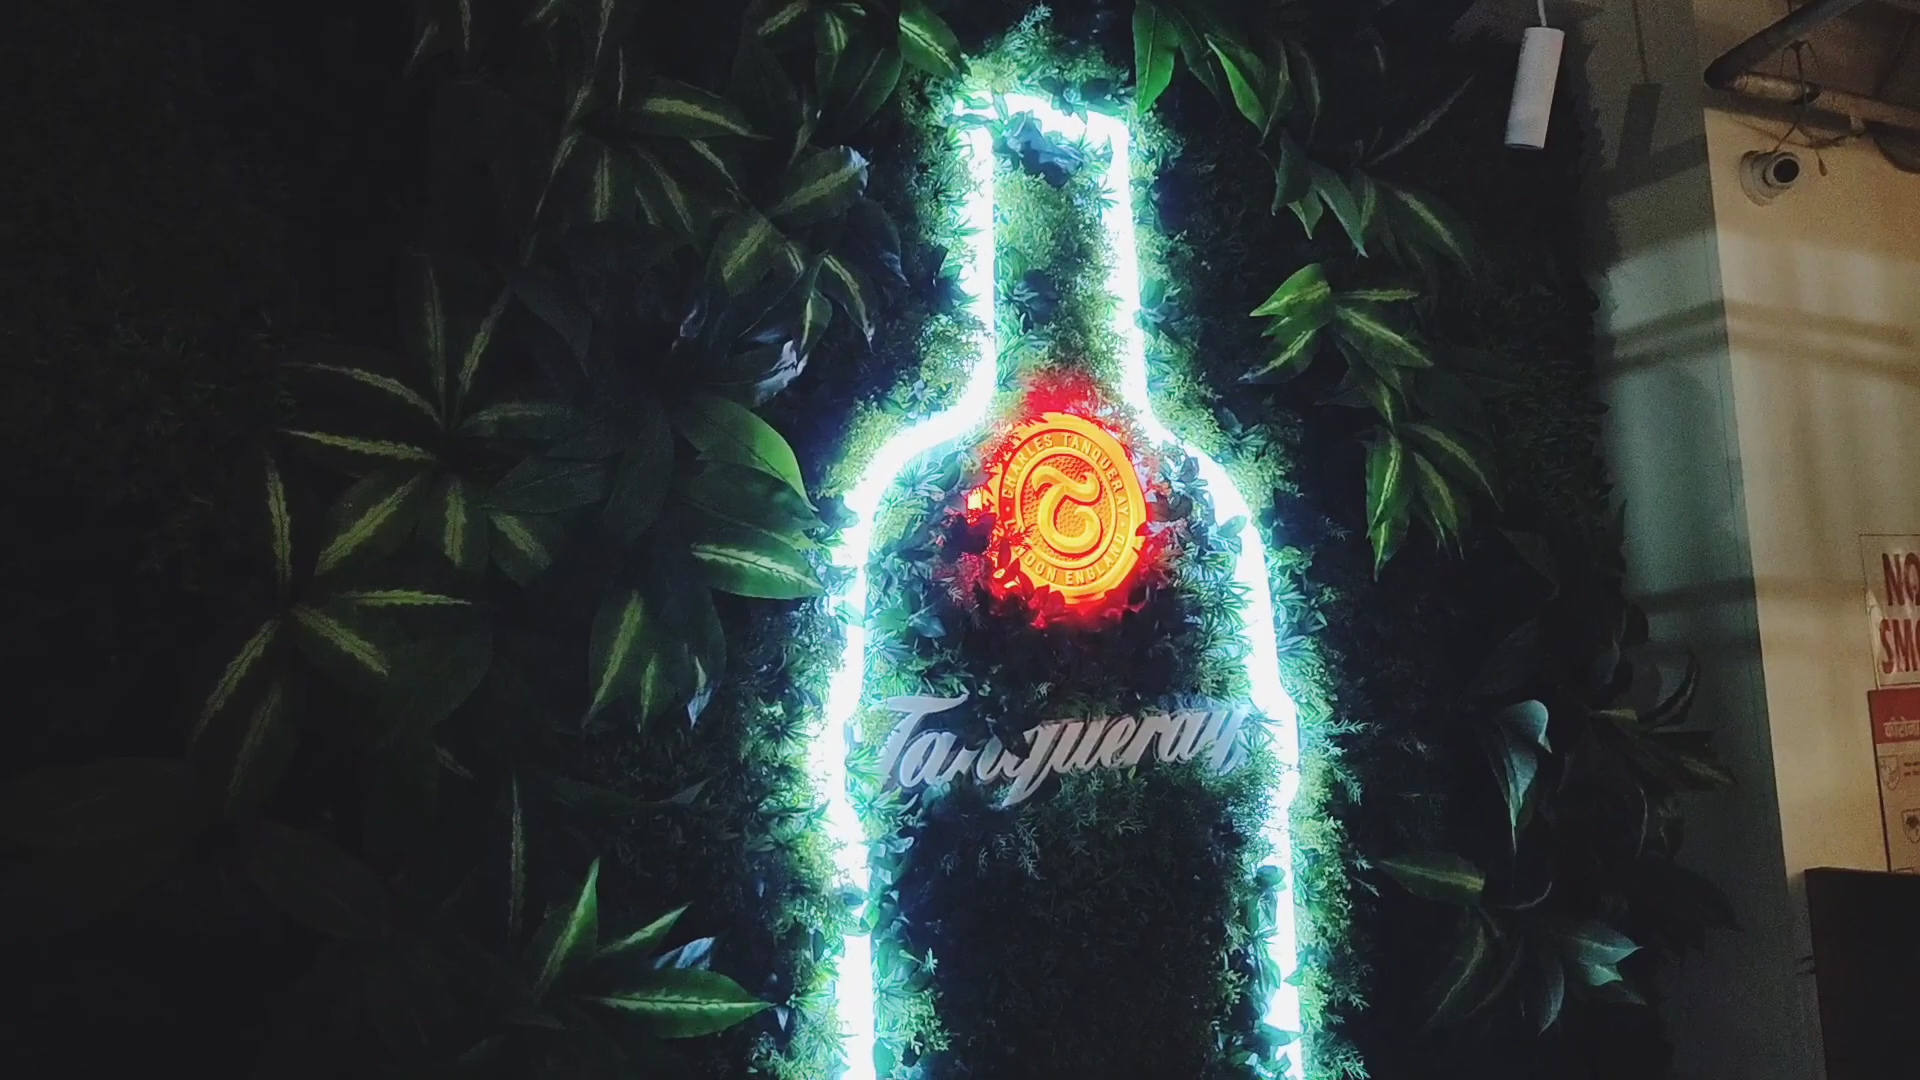 CHARLES TANQUERAY
LONDON ENGLAND
Tanqueray
NO
SMO
कोरोना